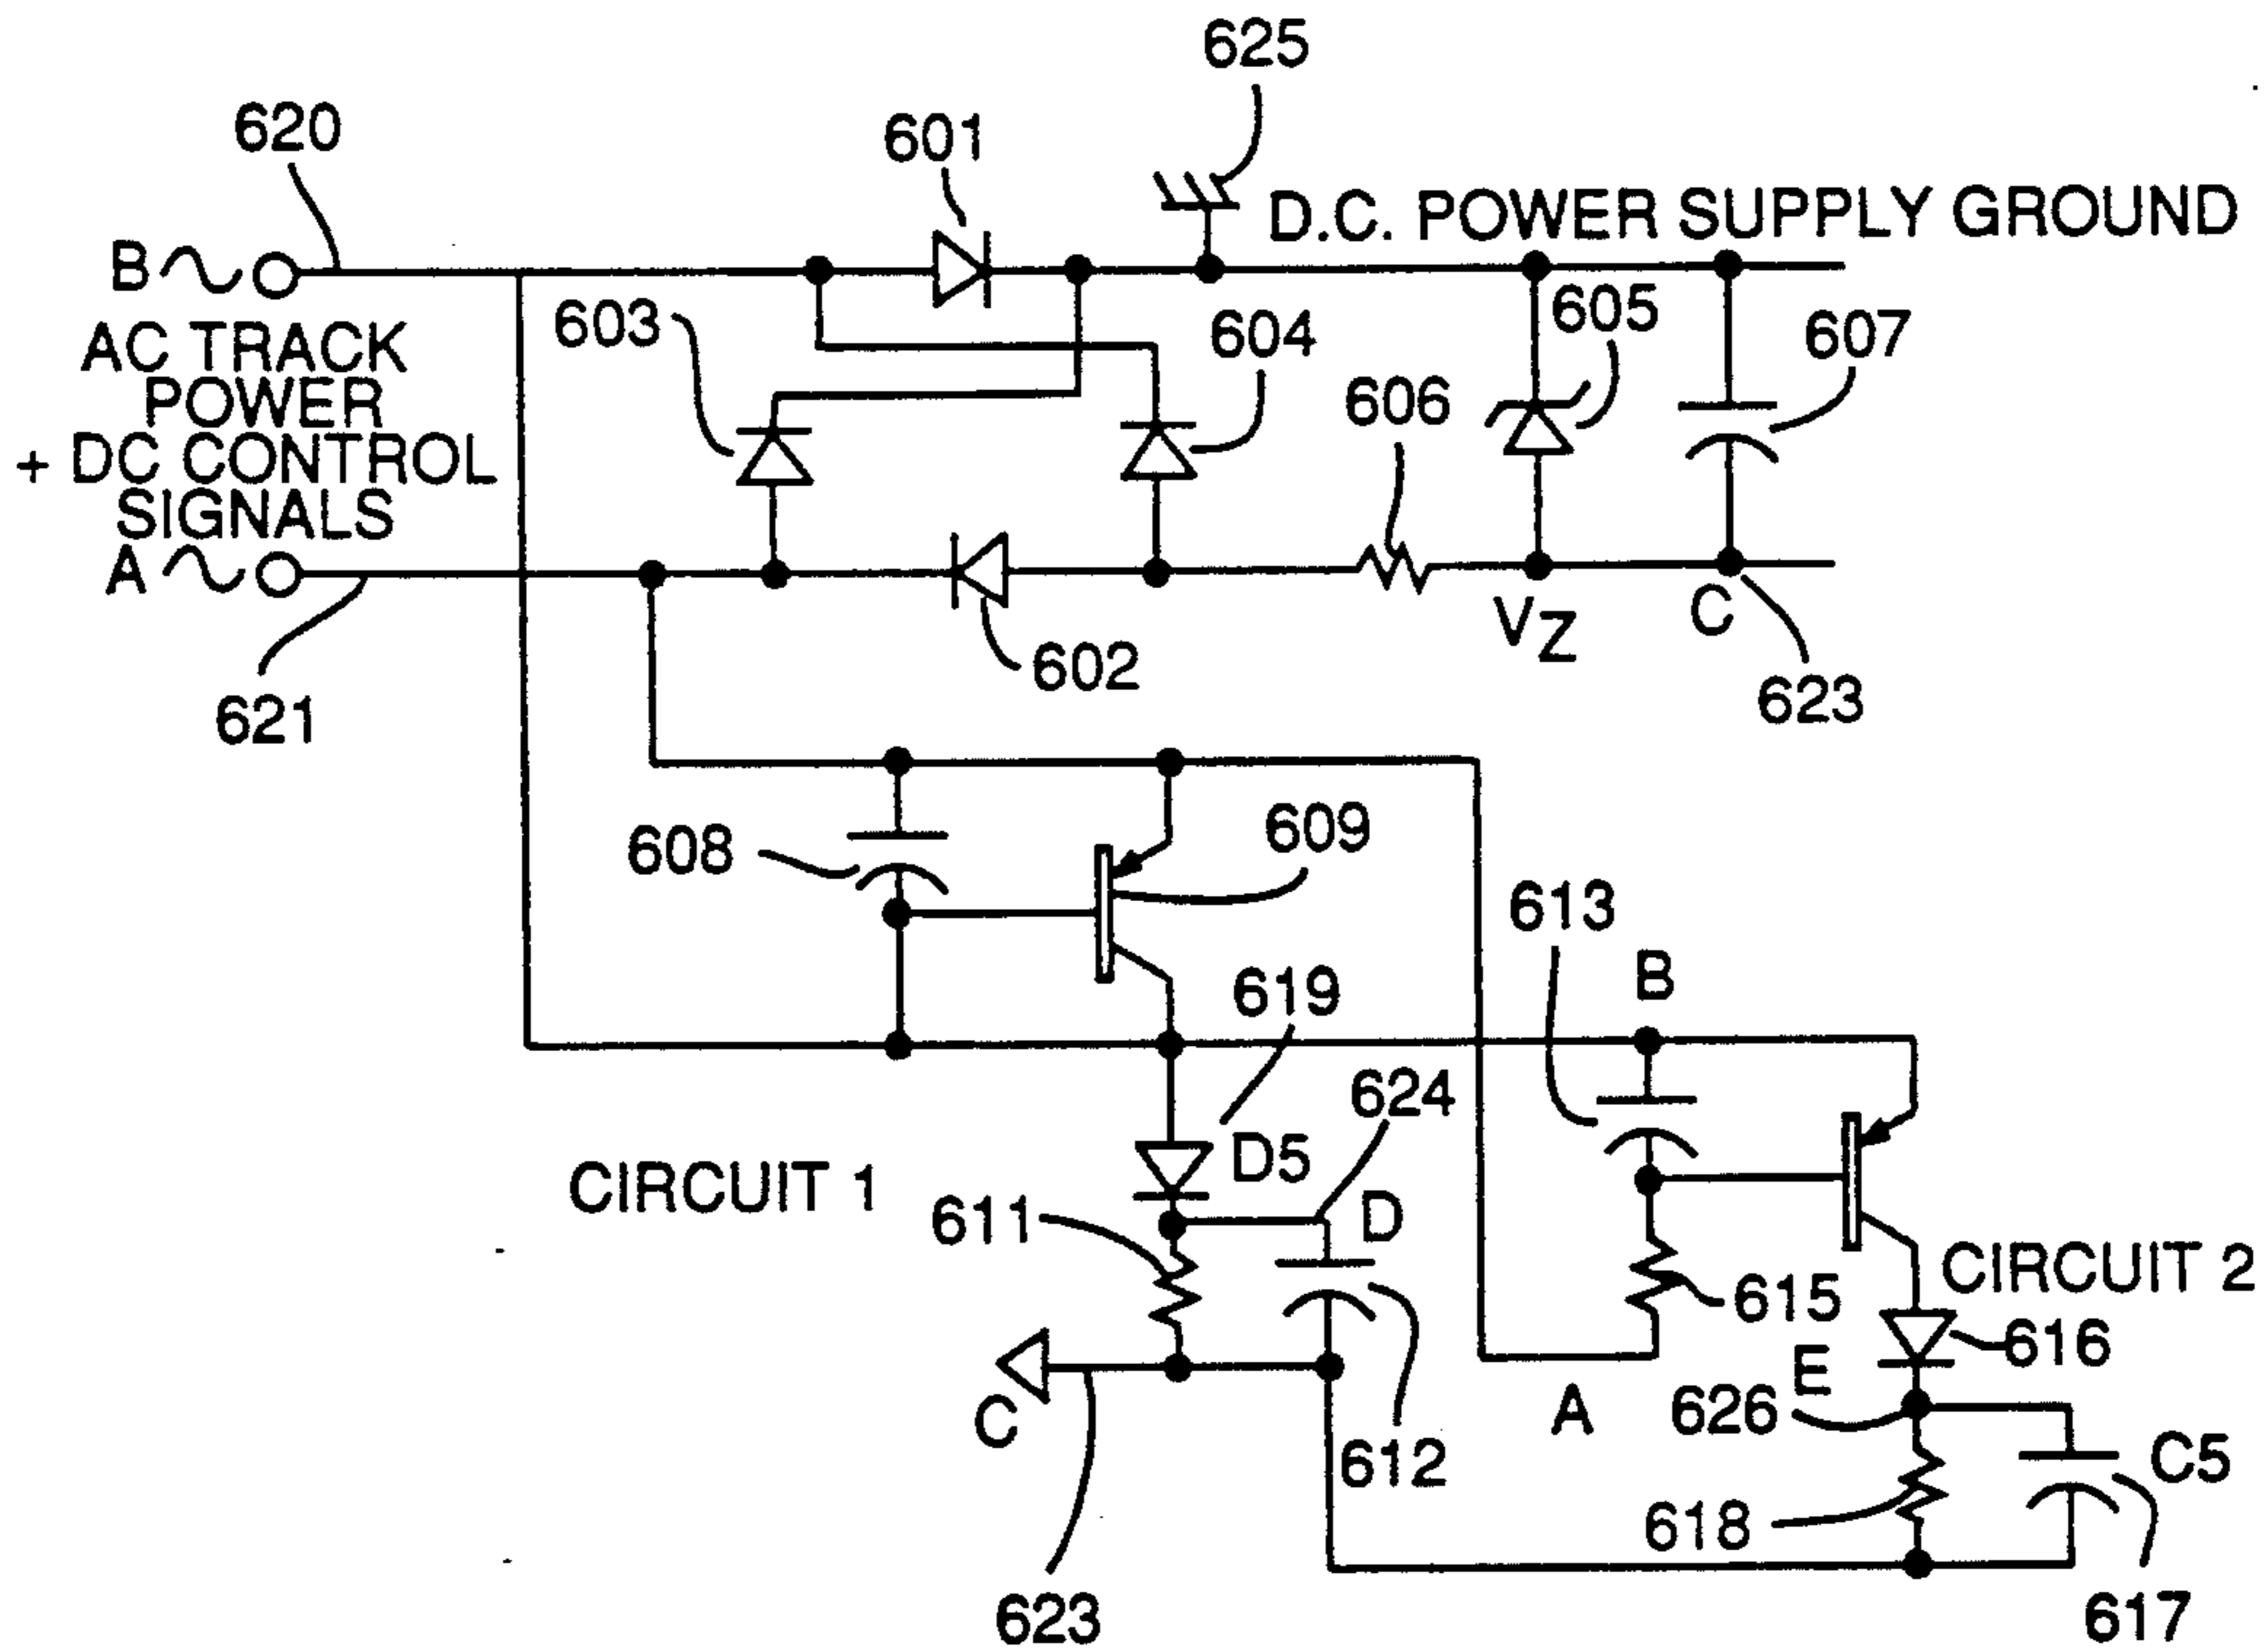 625
620
601
D.C. POWER SUPPLY GROUND
B
603
604
605
607
AC TRACK
POWER
+ DC CONTROL
SIGNALS
606
A
VZ
C
602
623
621
608
609
613
B
619
624
D5
D
CIRCUIT 1
611
CIRCUIT 2
615
616
E
C
A
626
612
C5
618
623
617